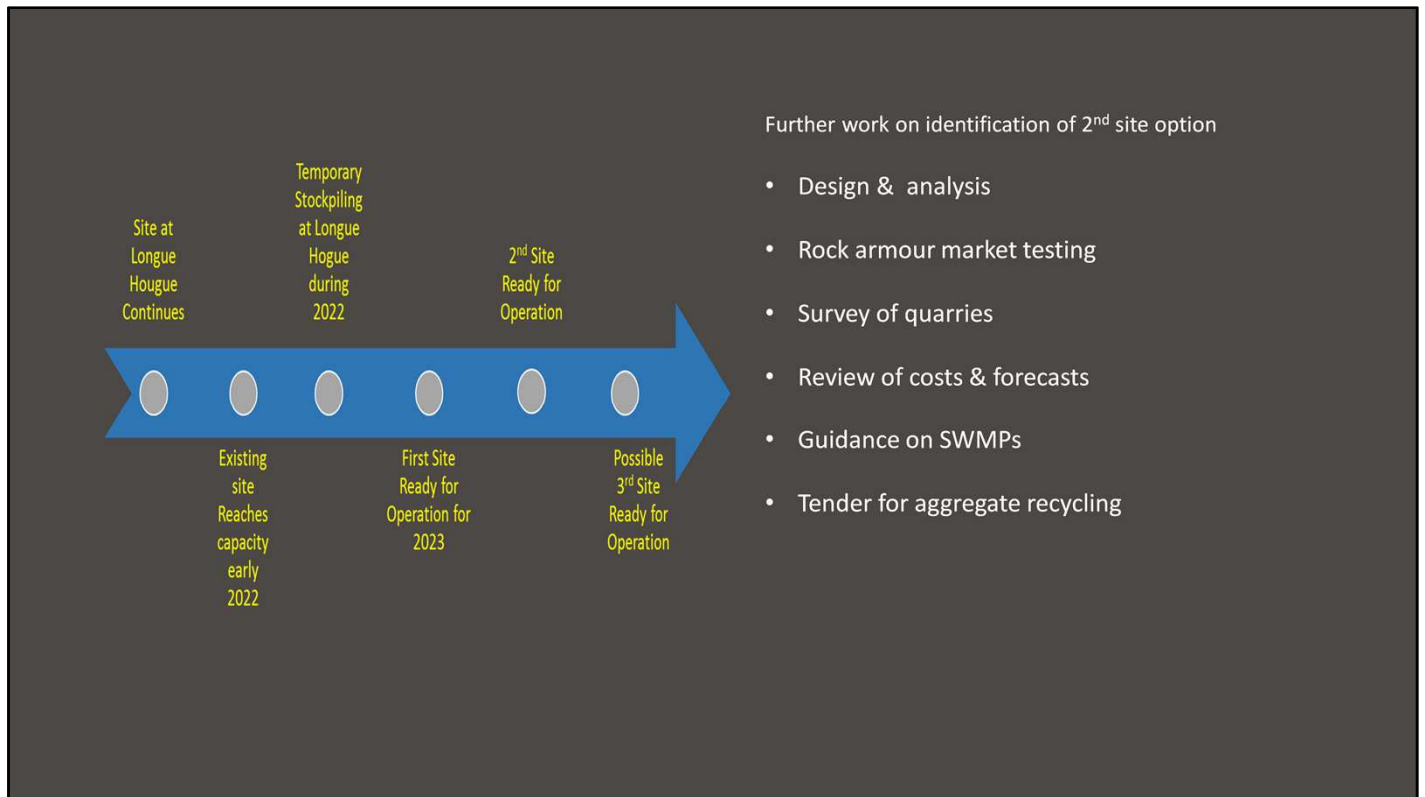 Site at
Longue
Hougue
Continues
Existing
site
Reaches
capacity
early
2022
Temporary
Stockpiling
at Longue
Hogue
during
2022
First Site
Ready for
Operation for
2023
2nd Site
Ready for
Operation
Possible
3rd Site
Ready for
Operation
Further work on identification of 2nd site option
• Design & analysis
• Rock armour market testing
• Survey of quarries
• Review of costs & forecasts
• Guidance on SWMPs
• Tender for aggregate recycling